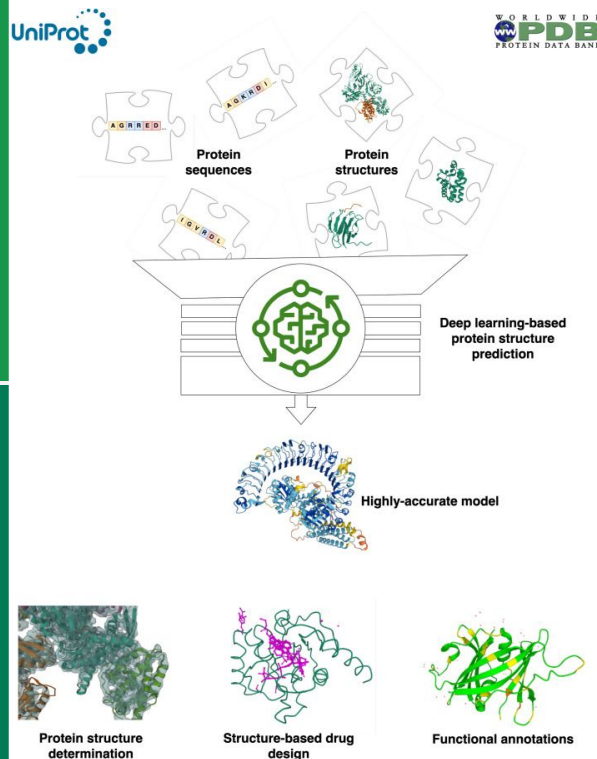 UniProt
WORLDWIDE
PDB
PROTEIN DATA BANK
AGKRDI...
AGRRED...
Protein
sequences
Protein
structures
IGVRDL...
Deep learning-based
protein structure
prediction
Highly-accurate model
Protein structure
determination
Structure-based drug
design
Functional annotations